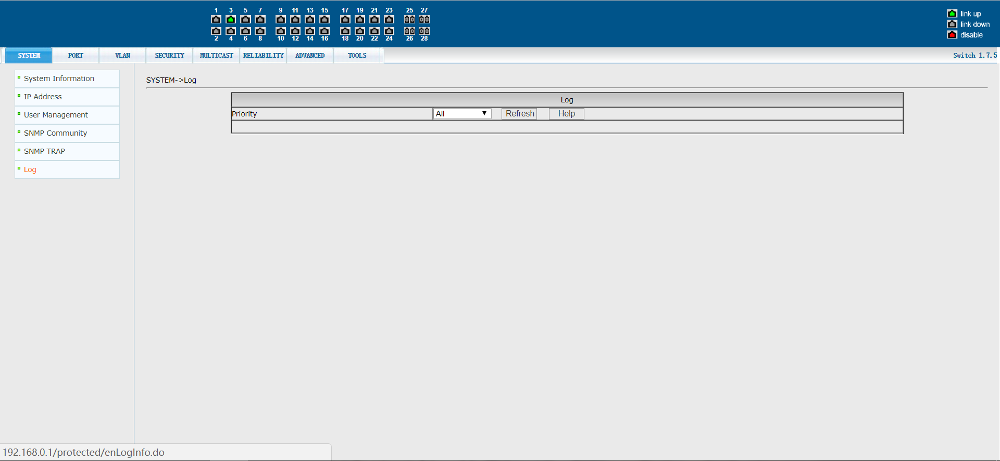 1 3 5 7 9 11 13 15 17 19 21 23 25 27
2 4 6 8 10 12 14 16 18 20 22 24 26 28
link up
link down
disable
SYSTEM PORT VLAN SECURITY MULTICAST RELIABILITY ADVANCED TOOLS Switch 1.7.5
System Information
IP Address
User Management
SNMP Community
SNMP TRAP
Log
SYSTEM->Log
Log
Priority All Refresh Help
192.168.0.1/protected/enLogInfo.do